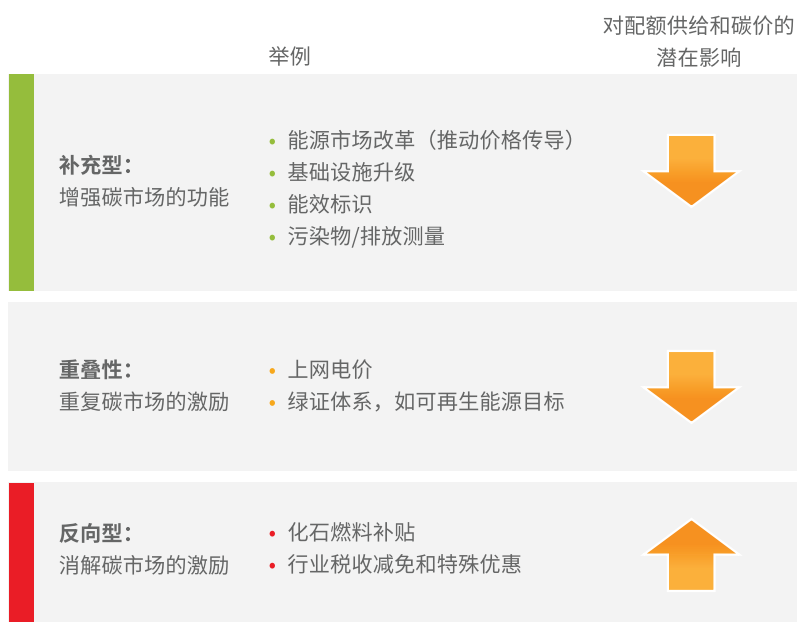 举例
对配额供给和碳价的
潜在影响
补充型：
增强碳市场的功能
• 能源市场改革（推动价格传导）
• 基础设施升级
• 能效标识
• 污染物/排放测量
重叠性：
重复碳市场的激励
• 上网电价
• 绿证体系，如可再生能源目标
反向型：
消解碳市场的激励
• 化石燃料补贴
• 行业税收减免和特殊优惠